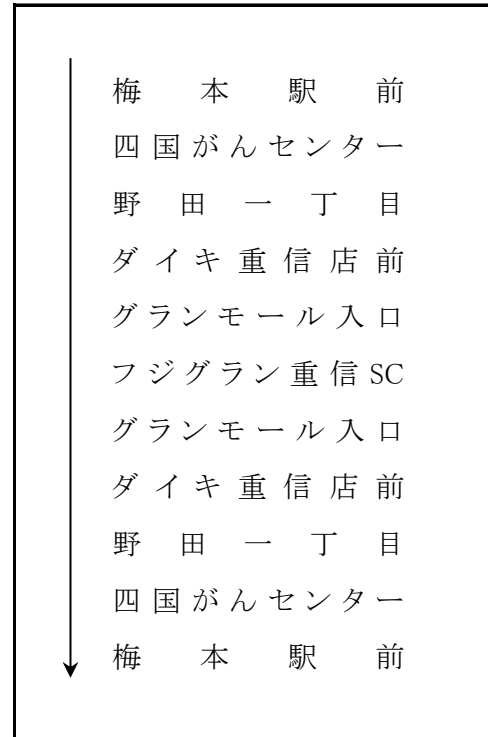 梅本駅前
四国がんセンター
野田一丁目
ダイキ重信店前
グランモール入口
フジグラン重信SC
グランモール入口
ダイキ重信店前
野田一丁目
四国がんセンター
梅本駅前